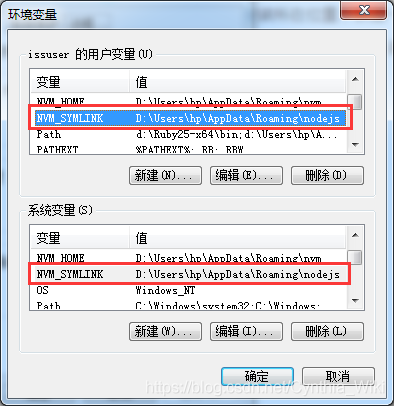 环境变量
issuser 的用户变量(U)
变量 值
NVM_HOME D:\Users\hp\AppData\Roaming\nvm
NVM_SYMLINK D:\Users\hp\AppData\Roaming\nodejs
Path d:\Ruby25-x64\bin;d:\Users\hp\A...
PATHEXT %PATHEXT%;.RB;.RBW
新建(N)... 编辑(E)... 删除(D)
系统变量(S)
变量 值
NVM_HOME D:\Users\hp\AppData\Roaming\nvm
NVM_SYMLINK D:\Users\hp\AppData\Roaming\nodejs
OS Windows_NT
Path C:\Windows\system32;C:\Windows;
新建(W)... 编辑(I)... 删除(L)
确定 取消
https://blog.csdn.net/Cynthia_Wiki